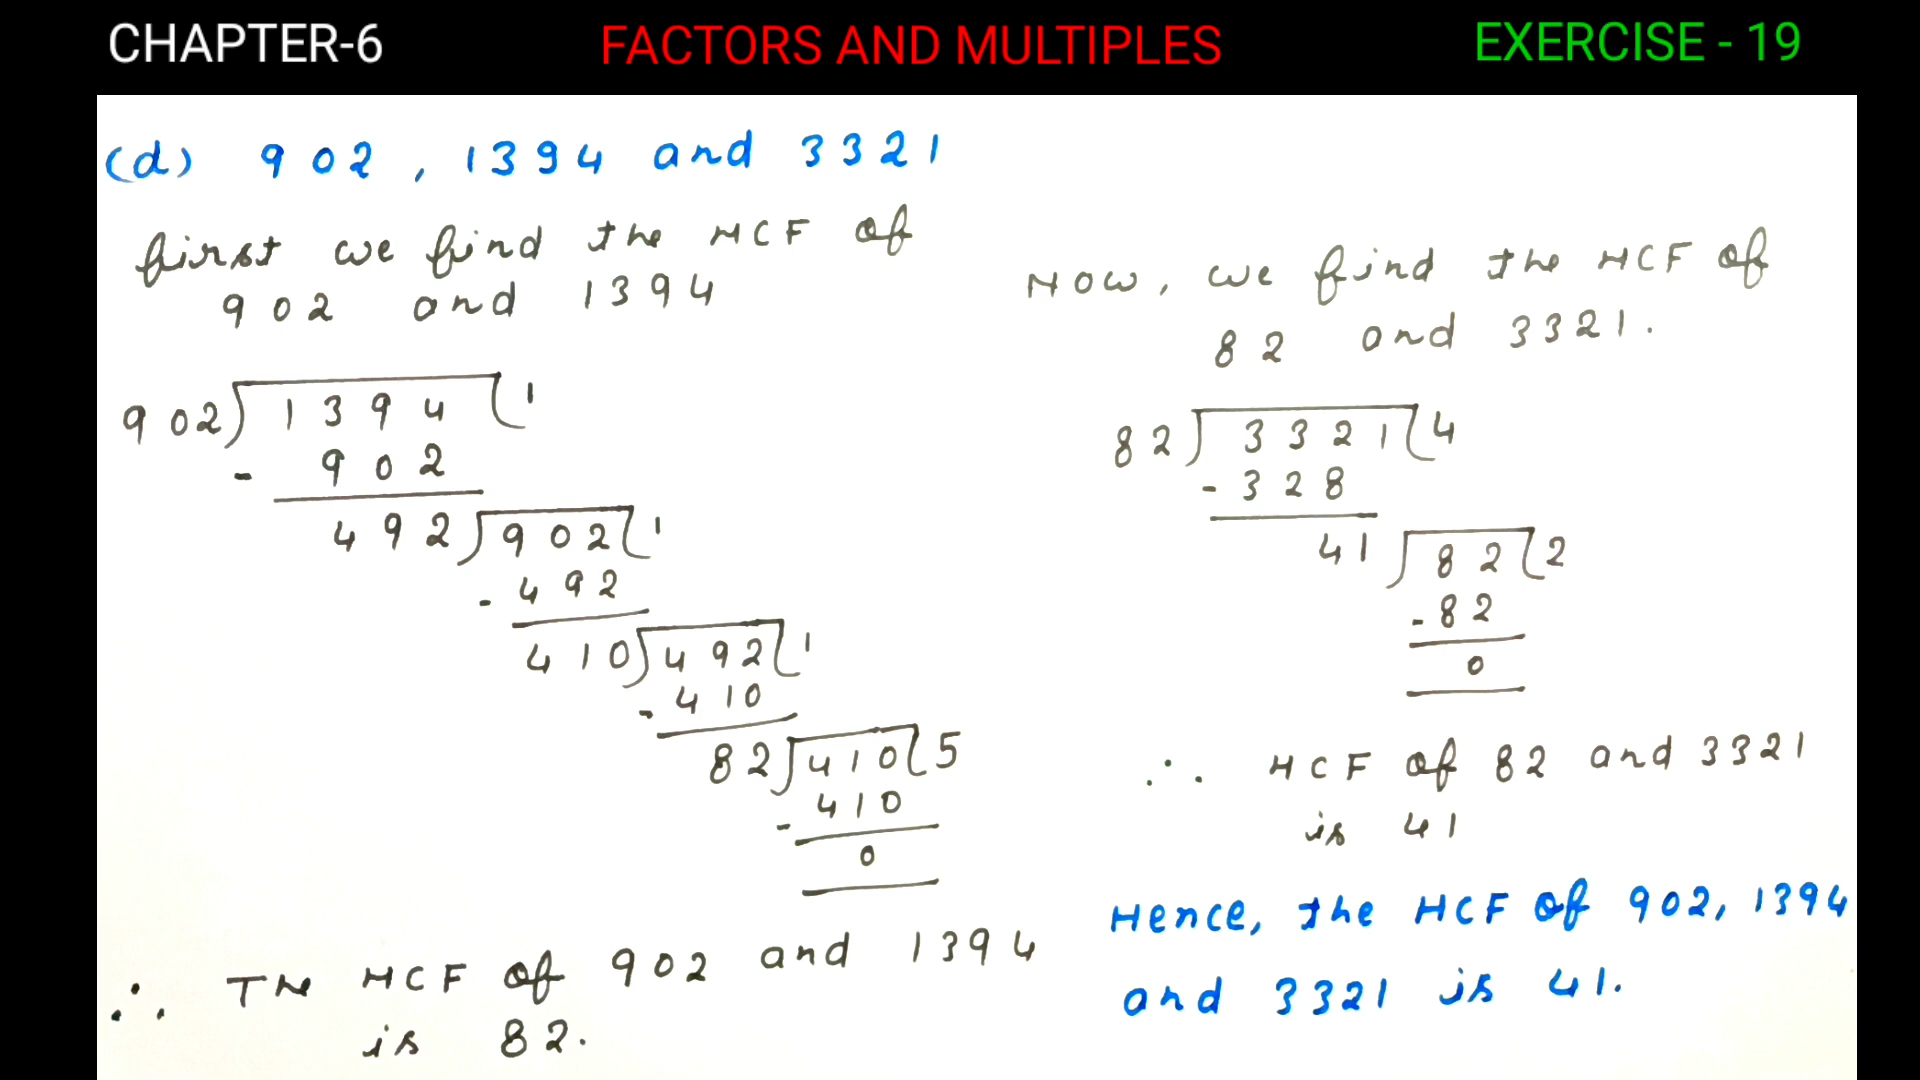 CHAPTER-6 FACTORS AND MULTIPLES EXERCISE - 19
(d) 902, 1394 and 3321
first we find the HCF of
902 and 1394
902) 1394 (1
- 902
492) 902 (1
- 492
410) 492 (1
- 410
82) 410 (5
- 410
0
∴ The HCF of 902 and 1394
is 82.
Now, we find the HCF of
82 and 3321.
82) 3321 (4
- 328
41) 82 (2
- 82
0
∴ HCF of 82 and 3321
is 41
Hence, the HCF of 902, 1394
and 3321 is 41.